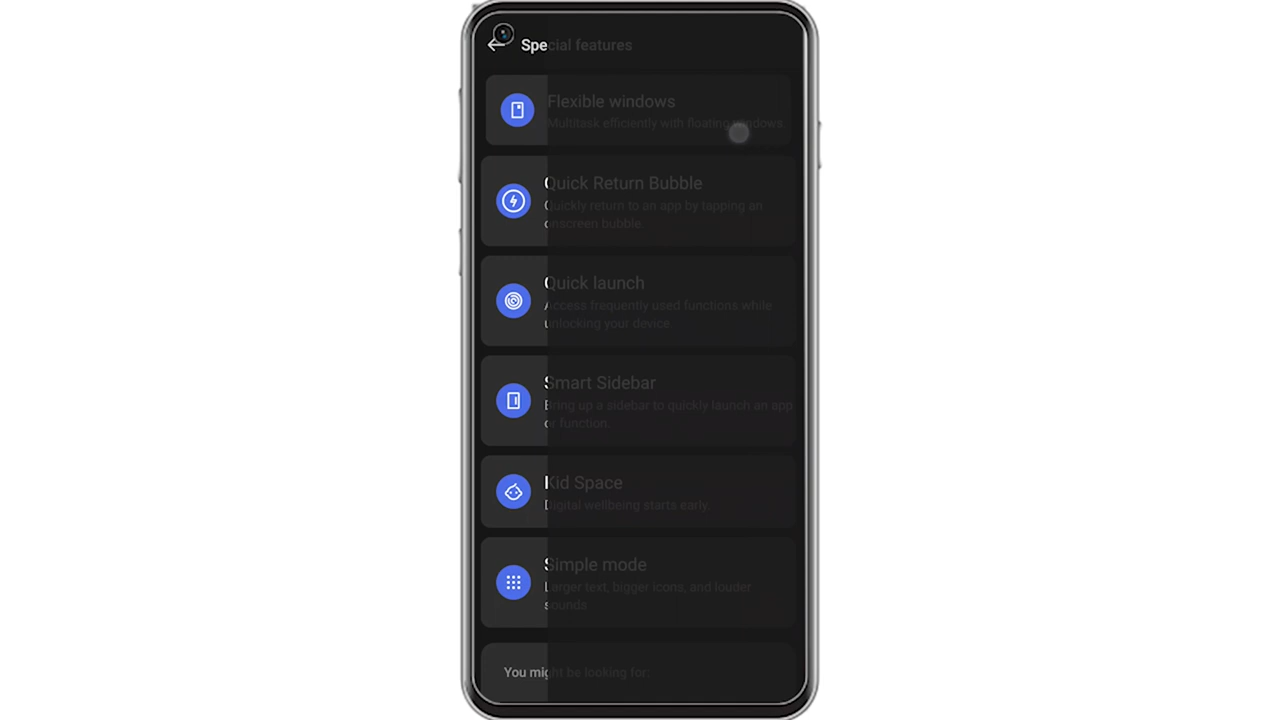 Special features
Flexible windows
Multitask efficiently with floating windows
Quick Return Bubble
Quickly return to an app by tapping an
onscreen bubble.
Quick launch
Access frequently used functions while
unlocking your device.
Smart Sidebar
Bring up a sidebar to quickly launch an app
or function.
Kid Space
Digital wellbeing starts early.
Simple mode
Larger text, bigger icons, and louder
sounds.
You might be looking for: